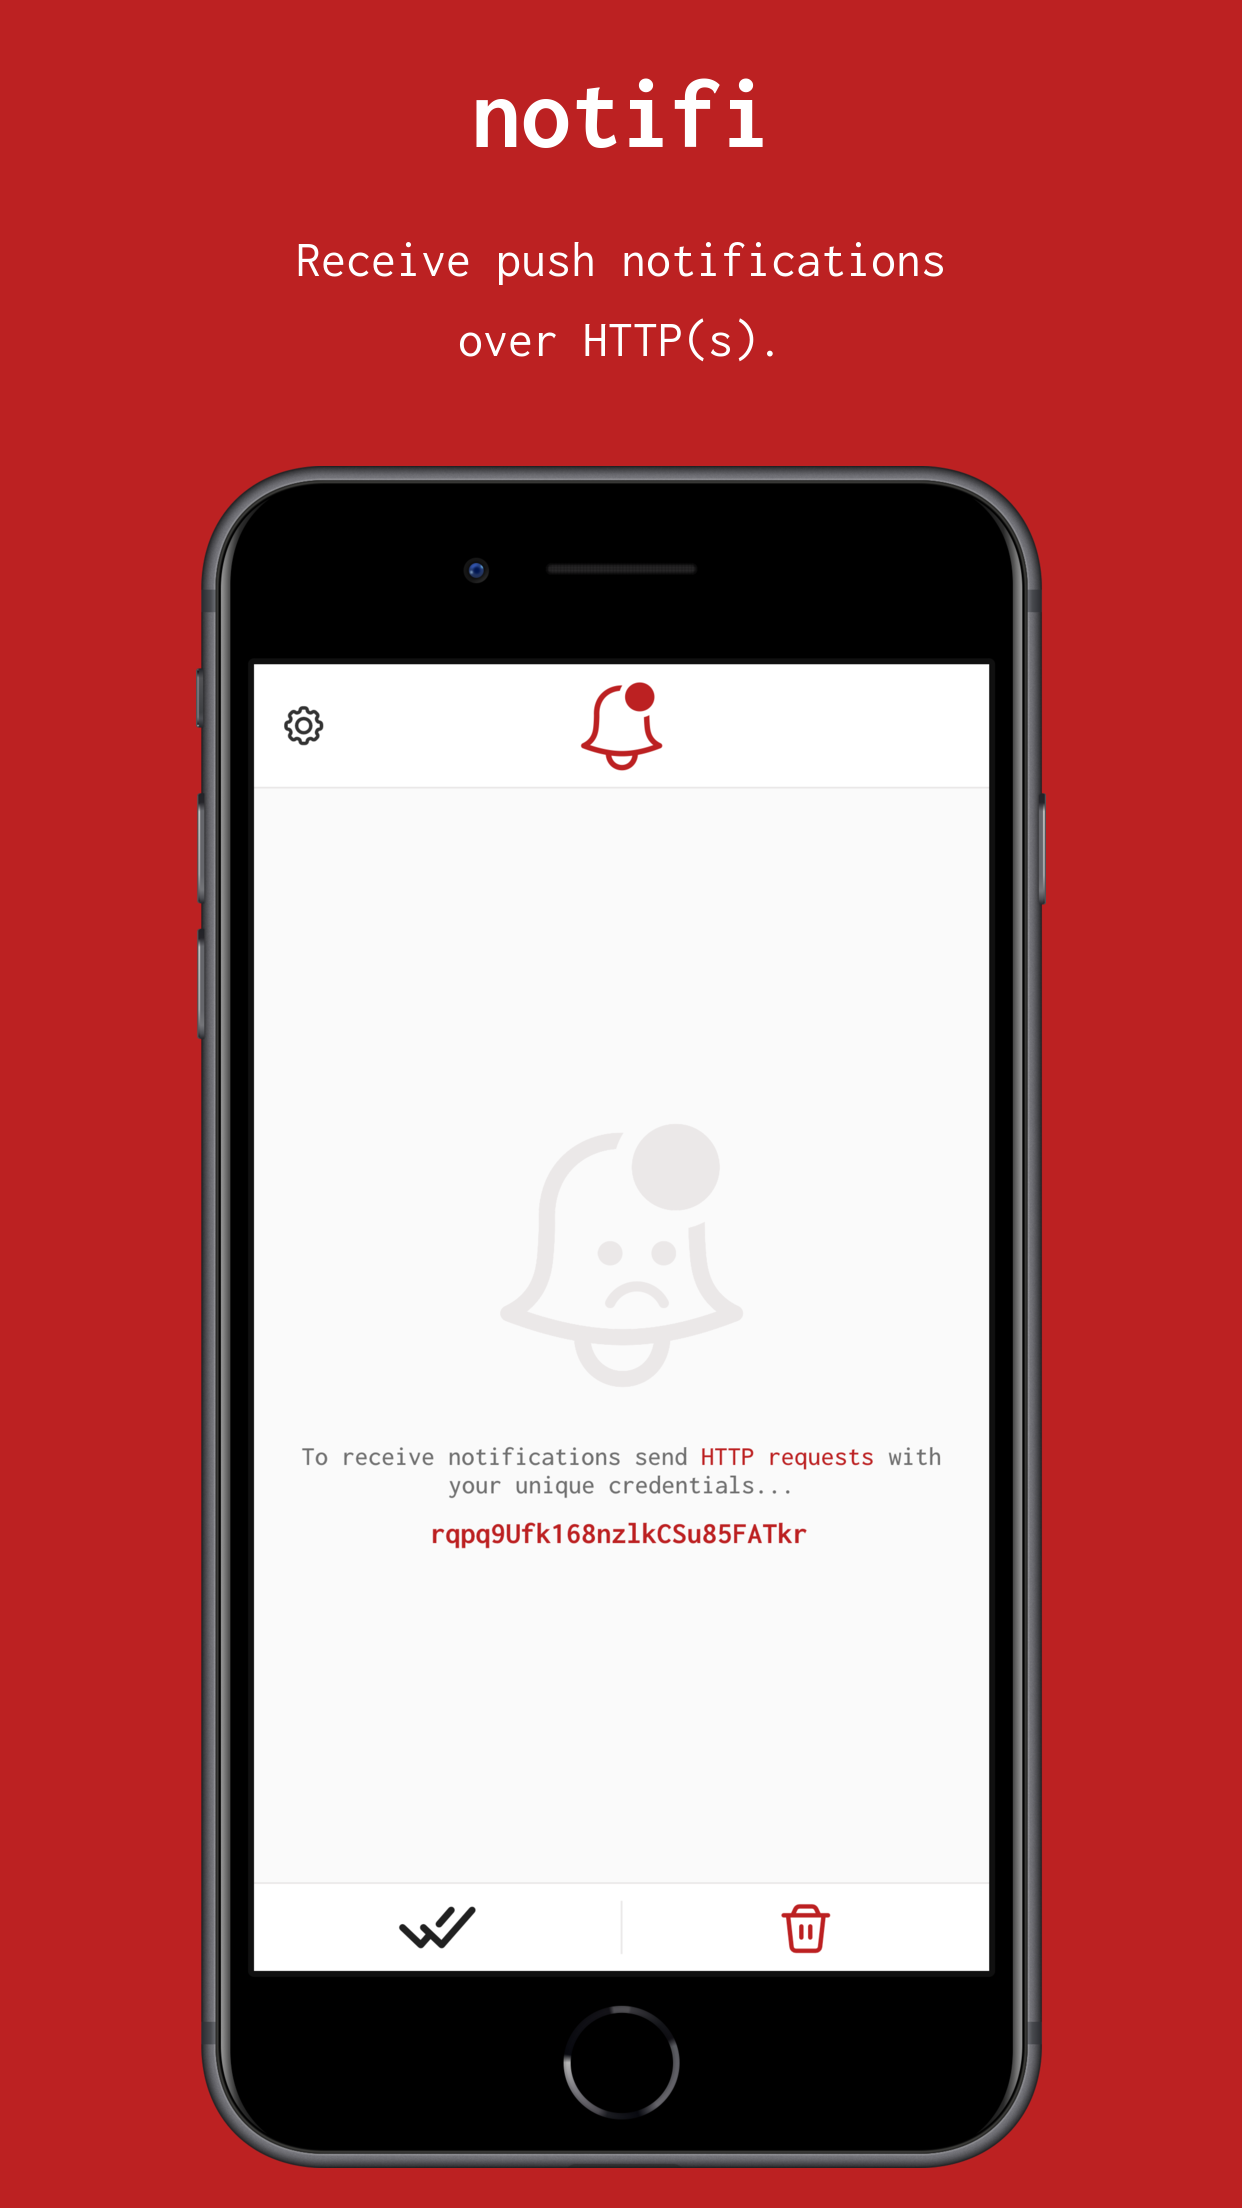 notifi
Receive push notifications
over HTTP(s).
To receive notifications send HTTP requests with
your unique credentials...
rqpq9Ufk168nzlkCSu85FATkr